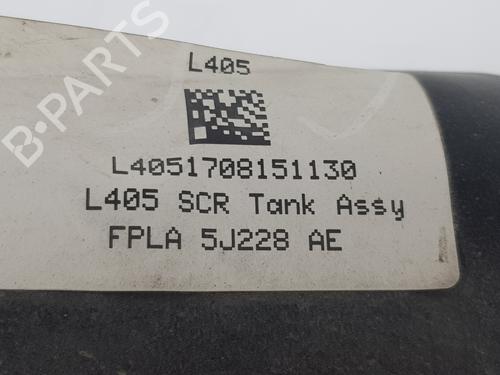 B-PARTS
L405
L4051708151130
L405 SCR Tank Assy
FPLA 5J228 AE